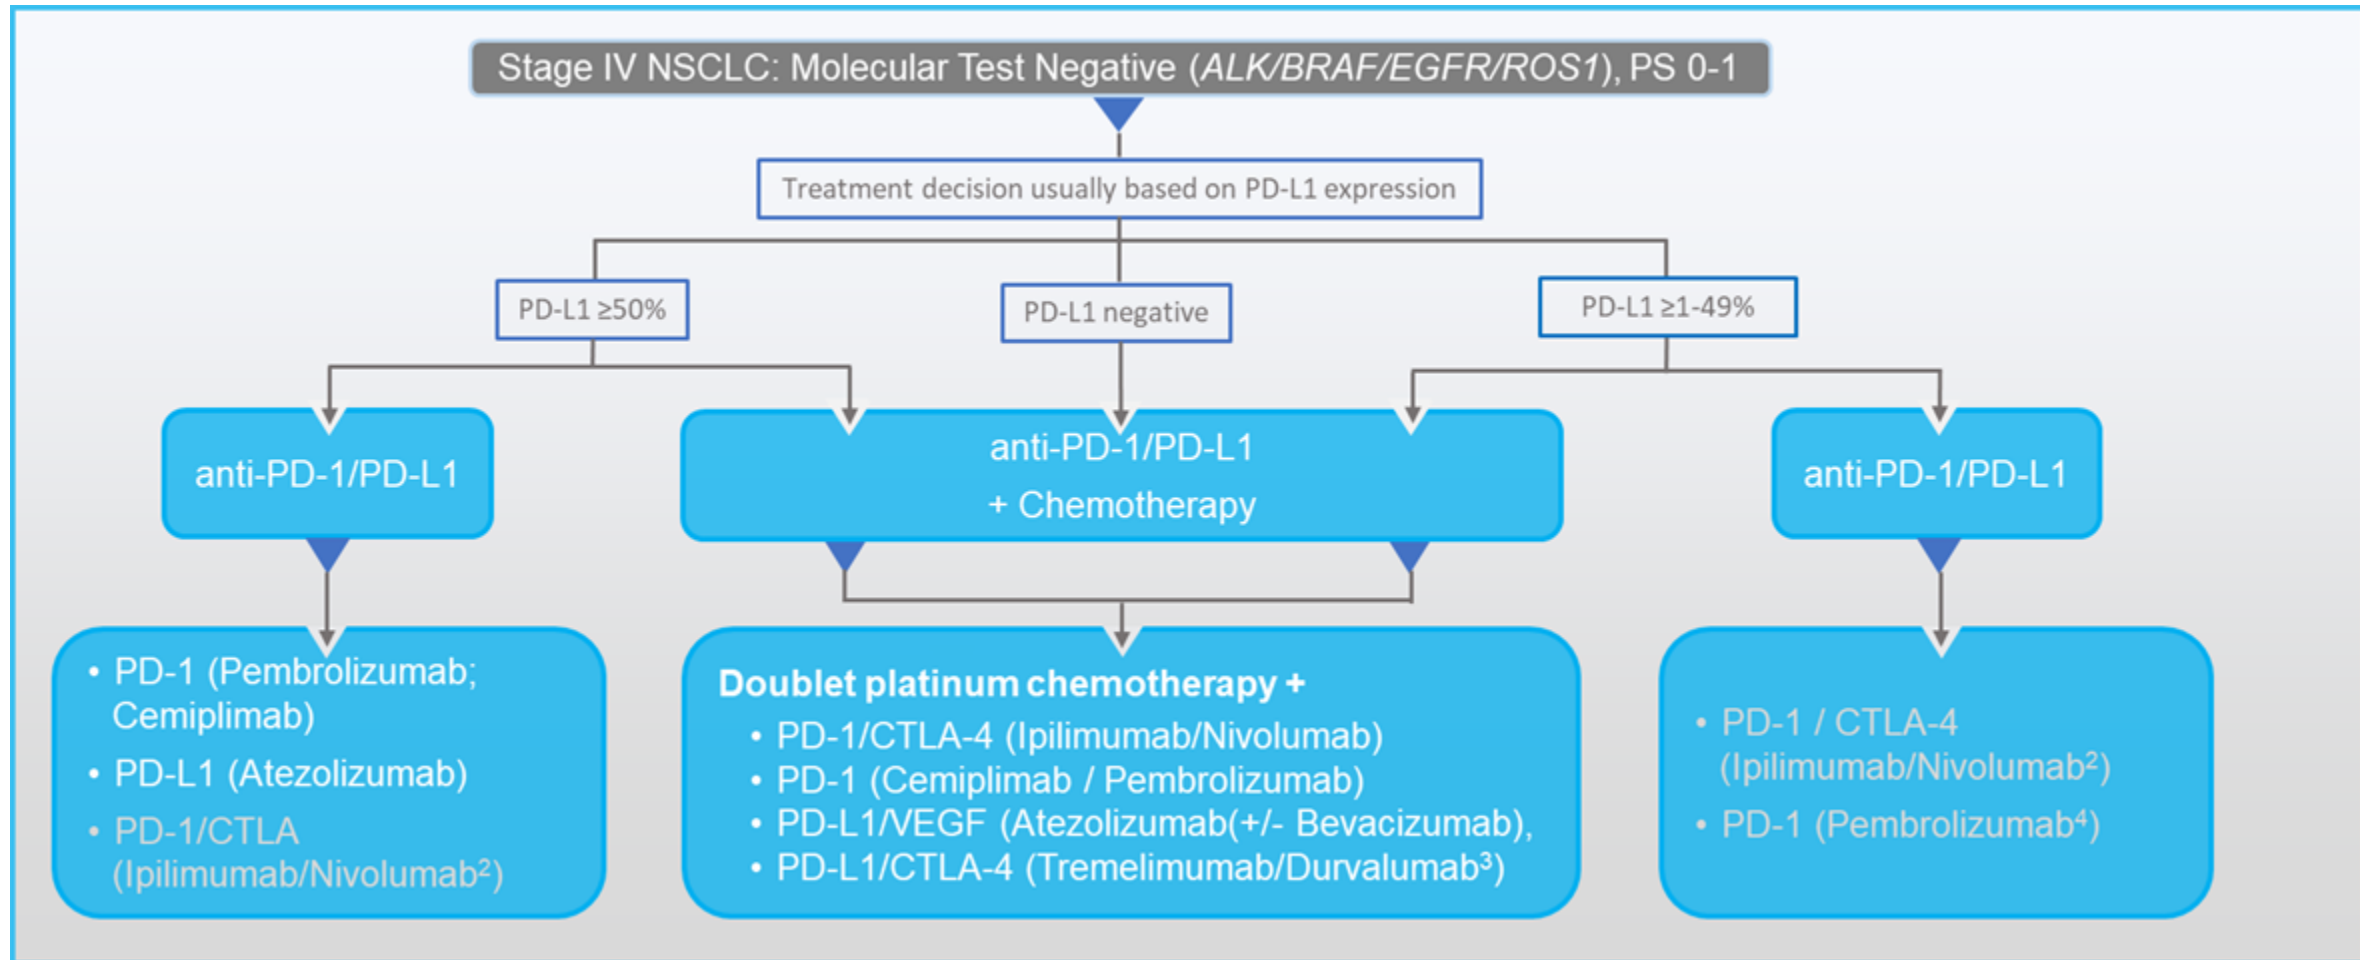 Stage IV NSCLC: Molecular Test Negative (ALK/BRAF/EGFR/ROS1), PS 0-1
Treatment decision usually based on PD-L1 expression
PD-L1 ≥50%
PD-L1 negative
PD-L1 ≥1-49%
anti-PD-1/PD-L1
anti-PD-1/PD-L1
+ Chemotherapy
anti-PD-1/PD-L1
• PD-1 (Pembrolizumab;
Cemiplimab)
• PD-L1 (Atezolizumab)
• PD-1/CTLA
(Ipilimumab/Nivolumab²)
Doublet platinum chemotherapy +
• PD-1/CTLA-4 (Ipilimumab/Nivolumab)
• PD-1 (Cemiplimab / Pembrolizumab)
• PD-L1/VEGF (Atezolizumab(+/- Bevacizumab),
• PD-L1/CTLA-4 (Tremelimumab/Durvalumab³)
• PD-1 / CTLA-4
(Ipilimumab/Nivolumab²)
• PD-1 (Pembrolizumab⁴)